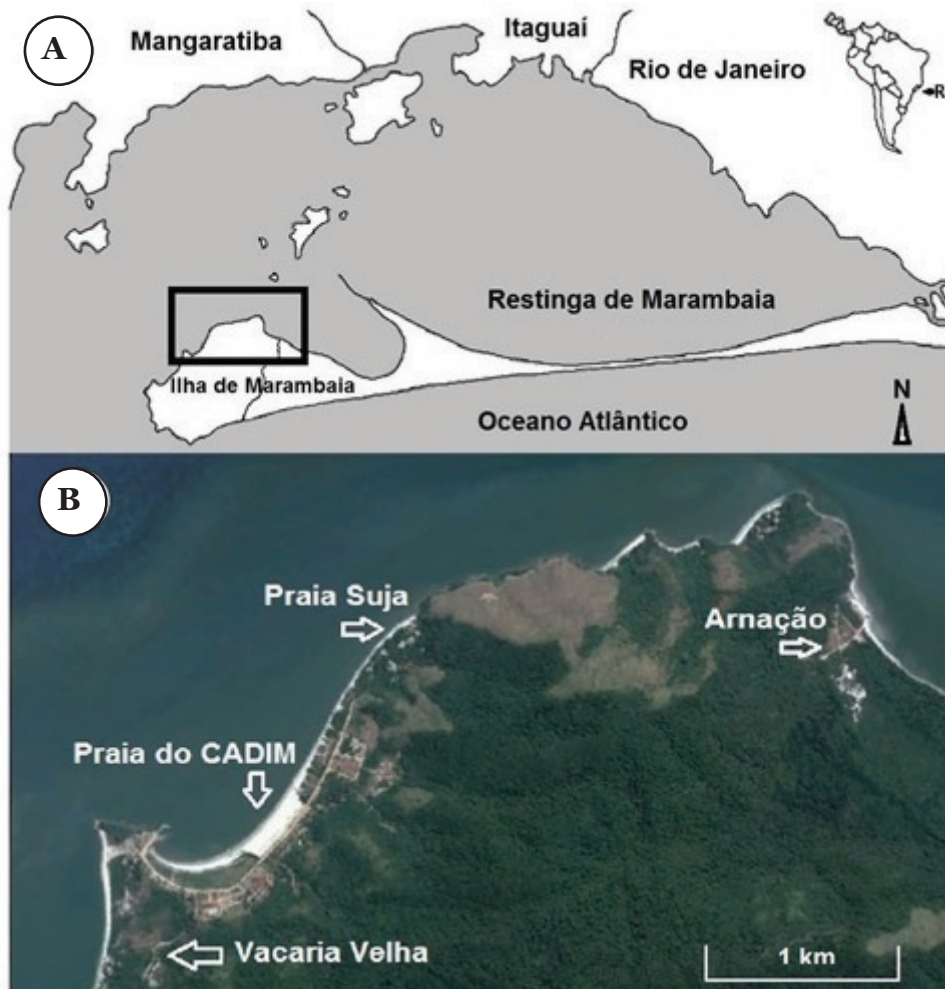 A
Mangaratiba
Itaguaí
Rio de Janeiro
R
Restinga de Marambaia
Ilha de Marambaia
N
Oceano Atlântico
B
Praia Suja
Arnação
Praia do CADIM
Vacaria Velha
1 km